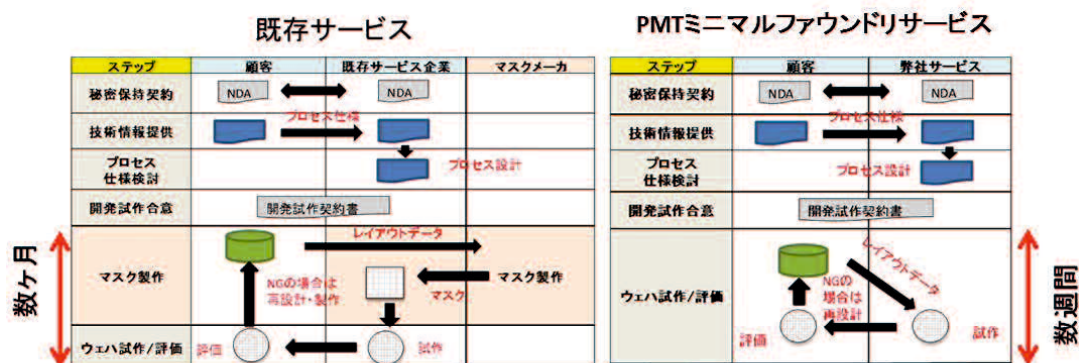 既存サービス
ステップ 顧客 既存サービス企業 マスクメーカ
秘密保持契約 NDA NDA
技術情報提供 プロセス仕様
プロセス
仕様検討 プロセス設計
開発試作合意 開発試作契約書
レイアウトデータ
マスク製作 NGの場合は
再設計・製作 マスク マスク製作
ウェハ試作/評価 評価 試作
数ヶ月
PMTミニマルファウンドリサービス
ステップ 顧客 弊社サービス
秘密保持契約 NDA NDA
技術情報提供 プロセス仕様
プロセス
仕様検討 プロセス設計
開発試作合意 開発試作契約書
レイアウトデータ
ウェハ試作/評価 NGの
場合は
再設計
評価 試作
数週間